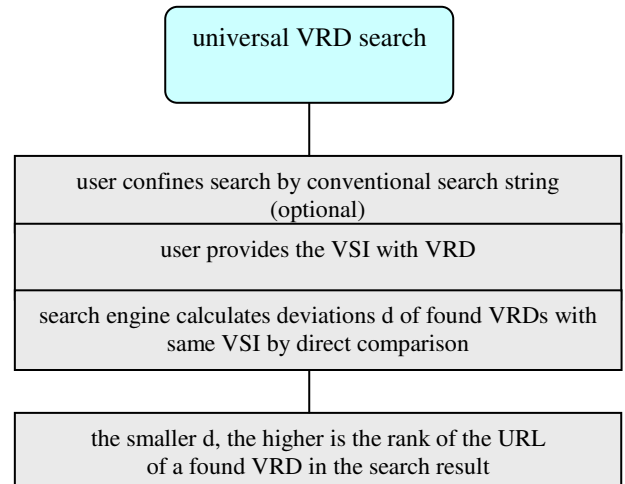 universal VRD search
user confines search by conventional search string
(optional)
user provides the VSI with VRD
search engine calculates deviations d of found VRDs with
same VSI by direct comparison
the smaller d, the higher is the rank of the URL
of a found VRD in the search result